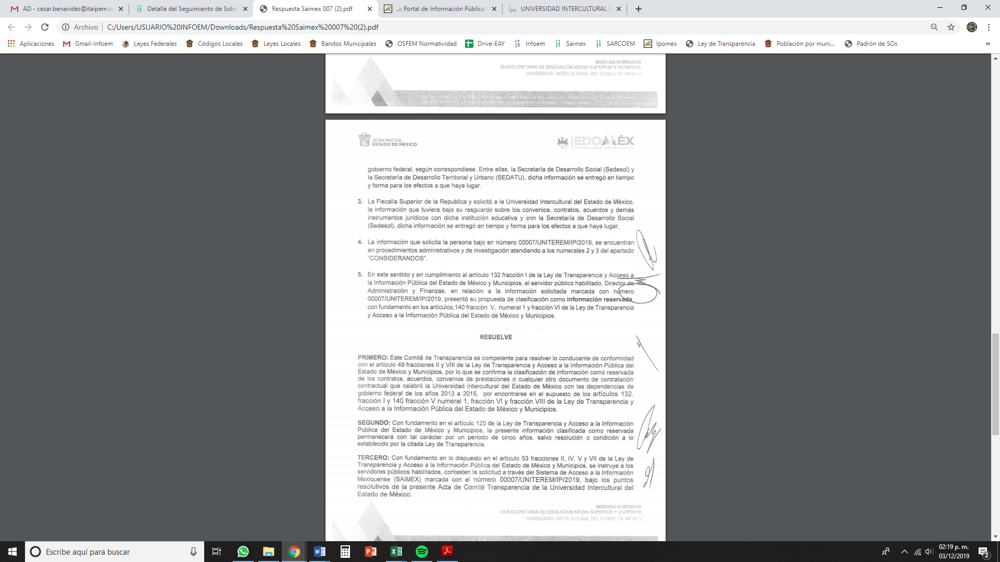 AD - cesar.benavides@itaipem.or
Detalle del Seguimiento de Solici
Respuesta Saimex 007 (2).pdf
..:: Portal de Información Pública
UNIVERSIDAD INTERCULTURAL D
Archivo
C:/Users/USUARIO%20INFOEM/Downloads/Respuesta%20Saimex%20007%20(2).pdf
Aplicaciones
Gmail-Infoem
Leyes Federales
Códigos Locales
Leyes Locales
Bandos Municipales
OSFEM Normatividad
Drive-EAY
Infoem
Saimex
SARCOEM
Ipomex
Ley de Transparencia
Población por muni...
Padrón de SOs
»
SECRETARÍA DE EDUCACIÓN
SUBSECRETARÍA DE EDUCACIÓN MEDIA SUPERIOR Y SUPERIOR
UNIVERSIDAD INTERCULTURAL DEL ESTADO DE MÉXICO
Libramiento Francisco Villa S/N, Colonia Centro, C.P. 50640, San Felipe del Progreso, Estado de México.
GOBIERNO DEL
ESTADO DE MÉXICO
EDOMÉX
gobierno federal, según correspondiese. Entre ellas, la Secretaría de Desarrollo Social (Sedesol) y
la Secretaría de Desarrollo Territorial y Urbano (SEDATU), dicha información se entregó en tiempo
y forma para los efectos a que haya lugar.
3. La Fiscalía Superior de la Republica y solicitó a la Universidad Intercultural del Estado de México,
la información que tuviera bajo su resguardo sobre los convenios, contratos, acuerdos y demás
instrumentos jurídicos con dicha institución educativa y con la Secretaría de Desarrollo Social
(Sedesol), dicha información se entregó en tiempo y forma para los efectos a que haya lugar.
4. La información que solicita la persona bajo en número 00007/UNITEREM/IP/2019, se encuentran
en procedimientos administrativos y de investigación atendiendo a los numerales 2 y 3 del apartado
“CONSIDERANDOS”.
5. En este sentido y en cumplimiento al artículo 132 fracción I de la Ley de Transparencia y Acceso a
la Información Pública del Estado de México y Municipios, el servidor público habilitado, Director de
Administración y Finanzas, en relación a la información solicitada marcada con número
00007/UNITEREM/IP/2019, presentó su propuesta de clasificación como información reservada,
con fundamento en los artículos,140 fracción V, numeral 1 y fracción VI de la Ley de Transparencia
y Acceso a la Información Pública del Estado de México y Municipios.
RESUELVE
PRIMERO: Este Comité de Transparencia es competente para resolver lo conducente de conformidad
con el artículo 49 fracciones II y VIII de la Ley de Transparencia y Acceso a la Información Pública del
Estado de México y Municipios, por lo que se confirma la clasificación de información como reservada
de los contratos, acuerdos, convenios de prestaciones o cualquier otro documento de contratación
contractual que celebró la Universidad Intercultural del Estado de México con las dependencias de
gobierno federal de los años 2013 a 2015, por encontrarse en el supuesto de los artículos 132,
fracción I y 140 fracción V numeral 1, fracción VI y fracción VIII de la Ley de Transparencia y
Acceso a la Información Pública del Estado de México y Municipios.
SEGUNDO: Con fundamento en el artículo 125 de la Ley de Transparencia y Acceso a la Información
Pública del Estado de México y Municipios, la presente información clasificada como reservada
permanecerá con tal carácter por un periodo de cinco años, salvo resolución o condición a lo
establecido por la citada Ley de Transparencia.
TERCERO: Con fundamento en lo dispuesto en el artículo 53 fracciones II, IV, V y VII de la Ley de
Transparencia y Acceso a la Información Pública del Estado de México y Municipios, se instruye a los
servidores públicos habilitados, contesten la solicitud a través del Sistema de Acceso a la Información
Mexiquense (SAIMEX) marcada con el número 00007/UNITEREM/IP/2019, bajo los puntos
resolutivos de la presente Acta de Comité Transparencia de la Universidad Intercultural del
Estado de México.
SECRETARÍA DE EDUCACIÓN
SUBSECRETARÍA DE EDUCACIÓN MEDIA SUPERIOR Y SUPERIOR
UNIVERSIDAD INTERCULTURAL DEL ESTADO DE MÉXICO
Escribe aquí para buscar
02:19 p. m.
03/12/2019
2